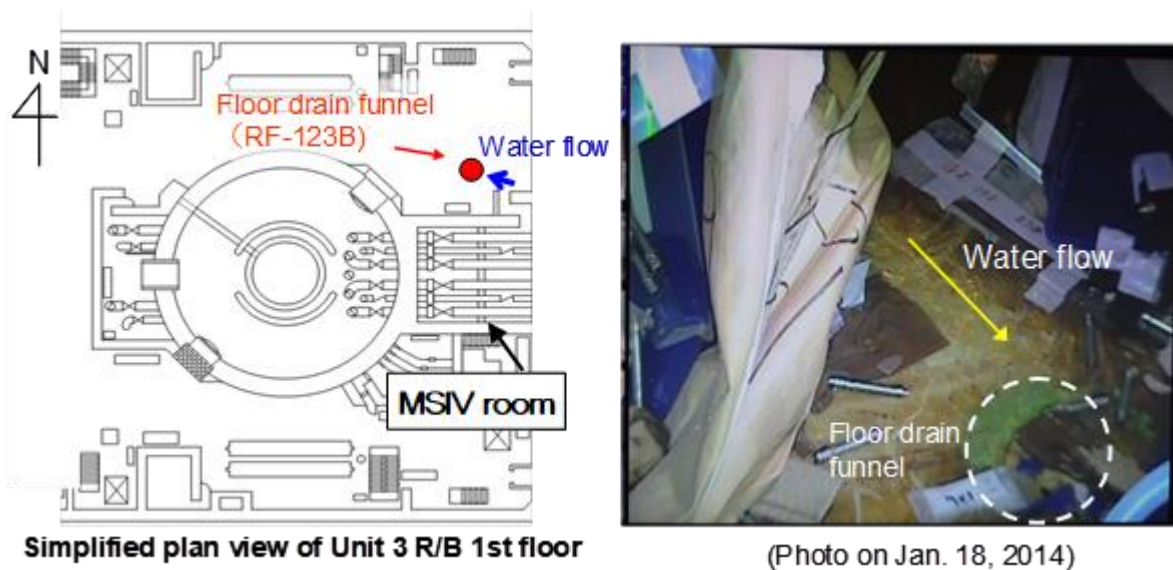 N
Floor drain funnel
（RF-123B）
Water flow
MSIV room
Simplified plan view of Unit 3 R/B 1st floor
Water flow
Floor drain
funnel
(Photo on Jan. 18, 2014)